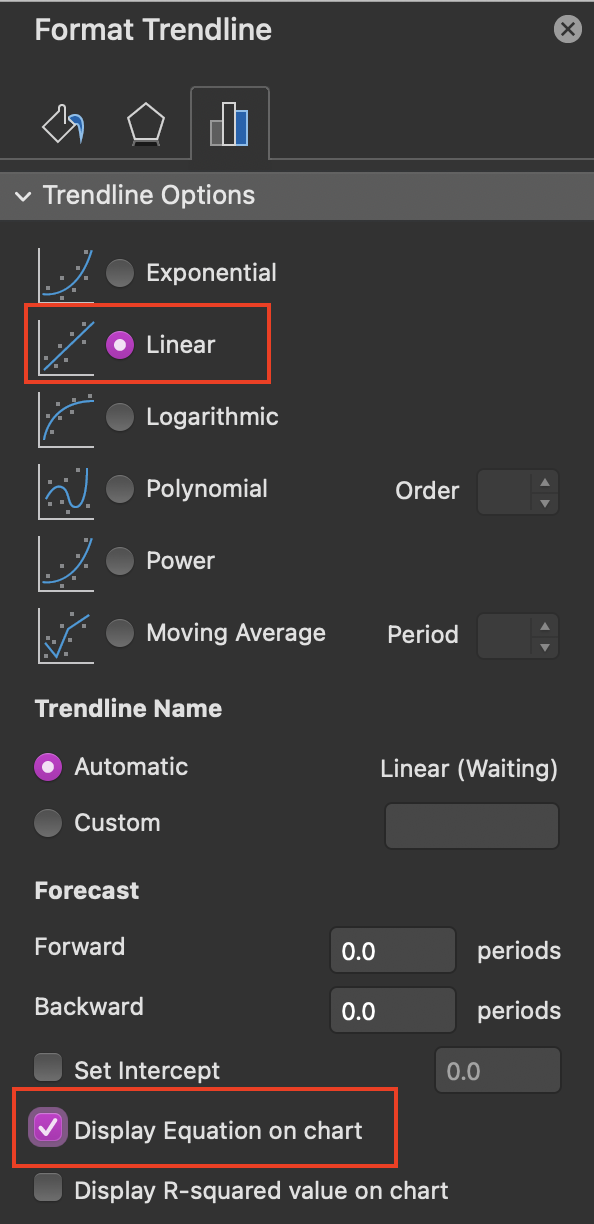 Format Trendline
Trendline Options
Exponential
Linear
Logarithmic
Polynomial Order
Power
Moving Average Period
Trendline Name
Automatic Linear (Waiting)
Custom
Forecast
Forward 0.0 periods
Backward 0.0 periods
Set Intercept 0.0
Display Equation on chart
Display R-squared value on chart